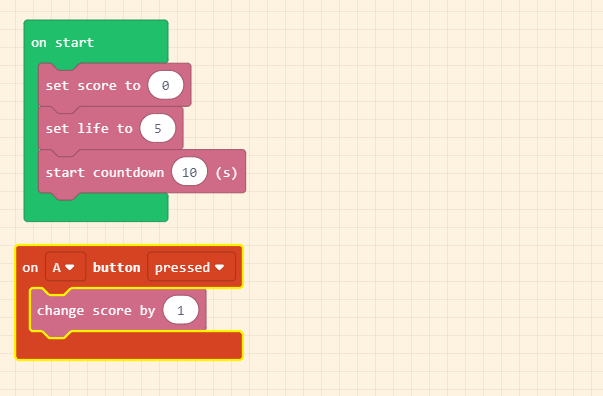 on start
set score to 0
set life to 5
start countdown 10 (s)
on A button pressed
change score by 1